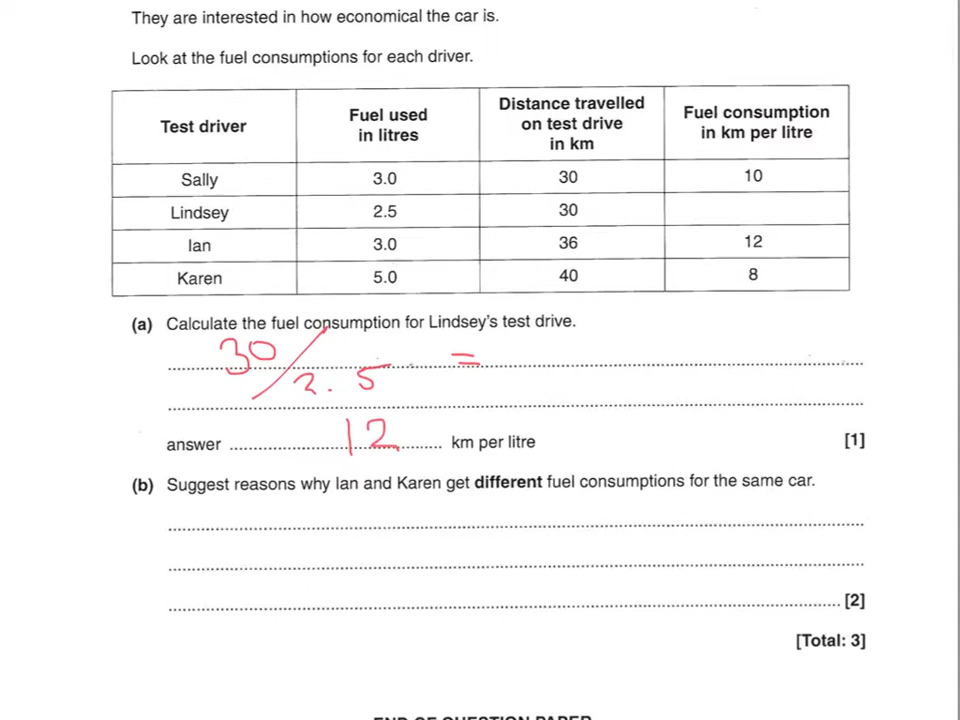 They are interested in how economical the car is.
Look at the fuel consumptions for each driver.
Test driver
Fuel used
in litres
Distance travelled
on test drive
in km
Fuel consumption
in km per litre
Sally 3.0 30 10
Lindsey 2.5 30
Ian 3.0 36 12
Karen 5.0 40 8
(a) Calculate the fuel consumption for Lindsey's test drive.
30/2.5 =
answer 12 km per litre [1]
(b) Suggest reasons why Ian and Karen get different fuel consumptions for the same car.
[2]
[Total: 3]
END OF QUESTION PAPER